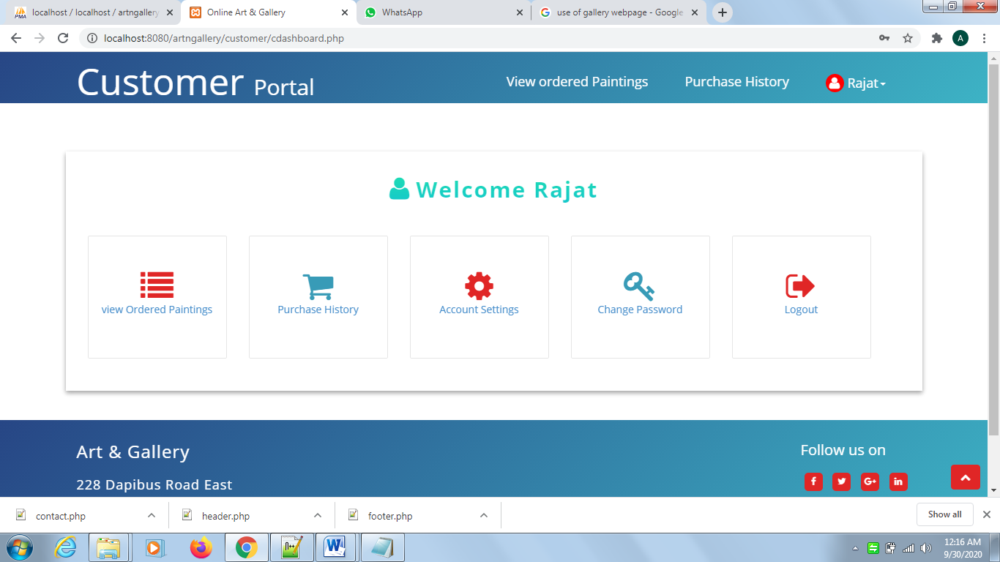 localhost / localhost / artngallery
Online Art & Gallery
WhatsApp
use of gallery webpage - Google
localhost:8080/artngallery/customer/cdashboard.php
A
Customer Portal
View ordered Paintings
Purchase History
Rajat
Welcome Rajat
view Ordered Paintings
Purchase History
Account Settings
Change Password
Logout
Art & Gallery
Follow us on
228 Dapibus Road East
contact.php
header.php
footer.php
Show all
12:16 AM
9/30/2020